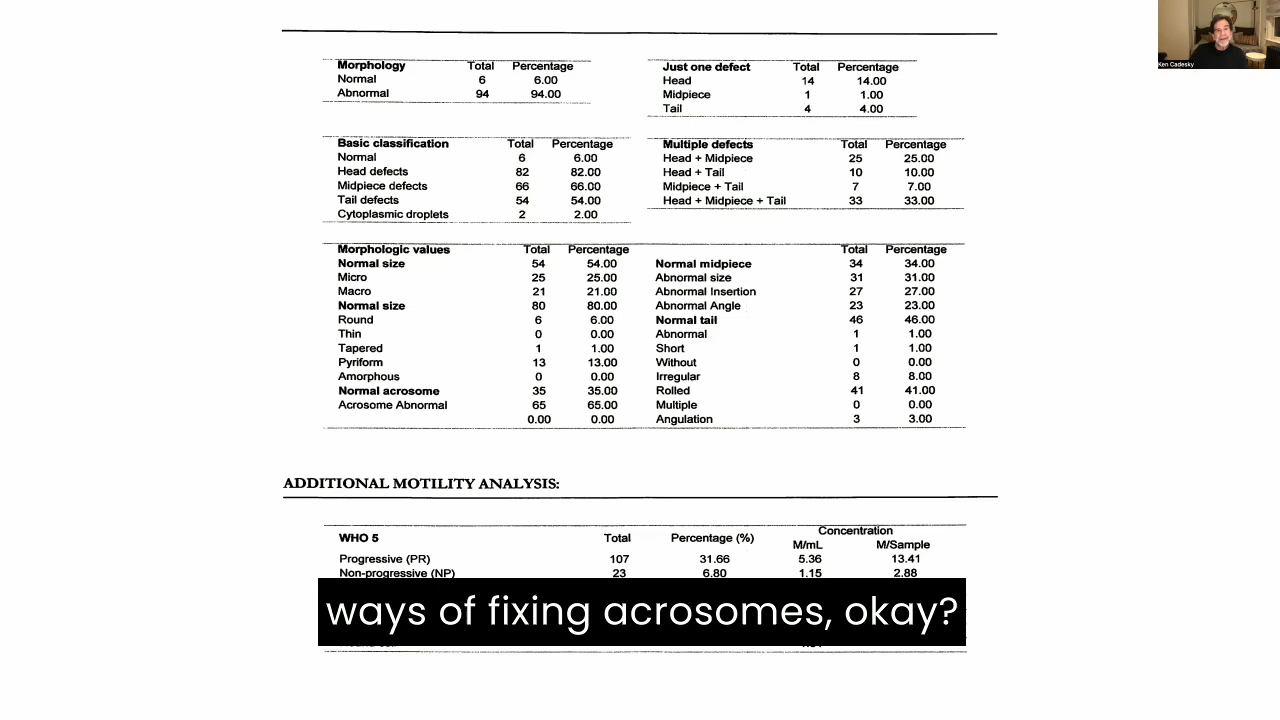 Ken Cadesky
Morphology Total Percentage
Normal 6 6.00
Abnormal 94 94.00
Just one defect Total Percentage
Head 14 14.00
Midpiece 1 1.00
Tail 4 4.00
Basic classification Total Percentage
Normal 6 6.00
Head defects 82 82.00
Midpiece defects 66 66.00
Tail defects 54 54.00
Cytoplasmic droplets 2 2.00
Multiple defects Total Percentage
Head + Midpiece 25 25.00
Head + Tail 10 10.00
Midpiece + Tail 7 7.00
Head + Midpiece + Tail 33 33.00
Morphologic values Total Percentage
Normal size 54 54.00
Micro 25 25.00
Macro 21 21.00
Normal size 80 80.00
Round 6 6.00
Thin 0 0.00
Tapered 1 1.00
Pyriform 13 13.00
Amorphous 0 0.00
Normal acrosome 35 35.00
Acrosome Abnormal 65 65.00
0.00 0.00
Total Percentage
Normal midpiece 34 34.00
Abnormal size 31 31.00
Abnormal Insertion 27 27.00
Abnormal Angle 23 23.00
Normal tail 46 46.00
Abnormal 1 1.00
Short 1 1.00
Without 0 0.00
Irregular 8 8.00
Rolled 41 41.00
Multiple 0 0.00
Angulation 3 3.00
ADDITIONAL MOTILITY ANALYSIS:
Concentration
WHO 5 Total Percentage (%) M/mL M/Sample
Progressive (PR) 107 31.66 5.36 13.41
Non-progressive (NP) 23 6.80 1.15 2.88
ways of fixing acrosomes, okay?